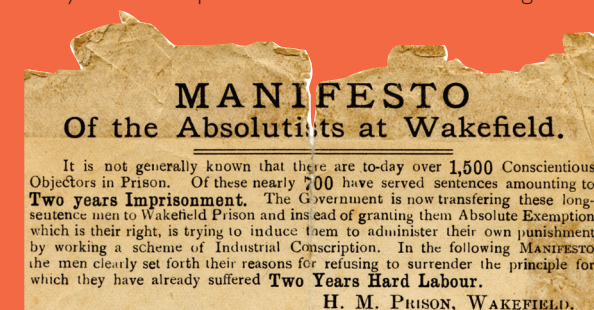 MANIFESTO
Of the Absolutists at Wakefield.
It is not generally known that there are to-day over 1,500 Conscientious
Objectors in Prison. Of these nearly 700 have served sentences amounting to
Two years Imprisonment. The Government is now transfering these long-
sentence men to Wakefield Prison and instead of granting them Absolute Exemption
which is their right, is trying to induce them to administer their own punishment
by working a scheme of Industrial Conscription. In the following MANIFESTO
the men clearly set forth their reasons for refusing to surrender the principle for
which they have already suffered Two Years Hard Labour.
H. M. PRISON, WAKEFIELD.